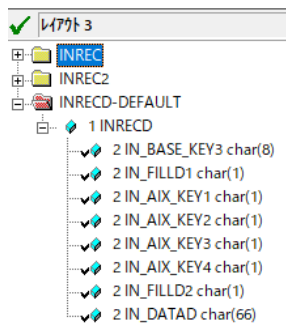 ﾚｲｱｳﾄ 3
INREC
INREC2
INRECD-DEFAULT
1 INRECD
2 IN_BASE_KEY3 char(8)
2 IN_FILLD1 char(1)
2 IN_AIX_KEY1 char(1)
2 IN_AIX_KEY2 char(1)
2 IN_AIX_KEY3 char(1)
2 IN_AIX_KEY4 char(1)
2 IN_FILLD2 char(1)
2 IN_DATAD char(66)